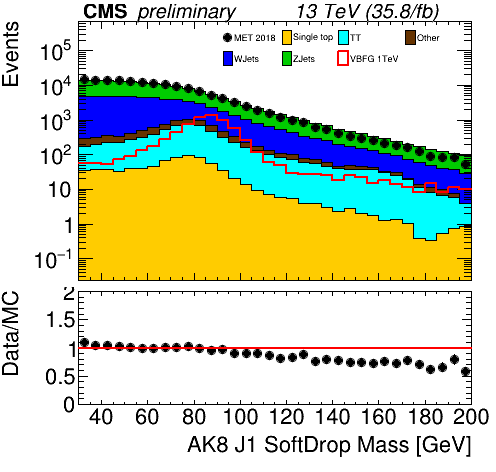 CMS preliminary 13 TeV (35.8/fb)
Events
MET 2018 Single top TT Other
WJets ZJets VBFG 1TeV
10^5
10^4
10^3
10^2
10
1
10^-1
Data/MC
2
1.5
1
0.5
0
40 60 80 100 120 140 160 180 200
AK8 J1 SoftDrop Mass [GeV]